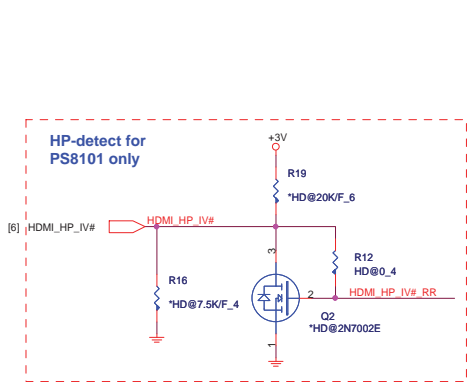 HP-detect for
PS8101 only
+3V
R19
*HD@20K/F_6
[6] HDMI_HP_IV#
HDMI_HP_IV#
R16
*HD@7.5K/F_4
3
R12
HD@0_4
2
HDMI_HP_IV#_RR
Q2
*HD@2N7002E
1